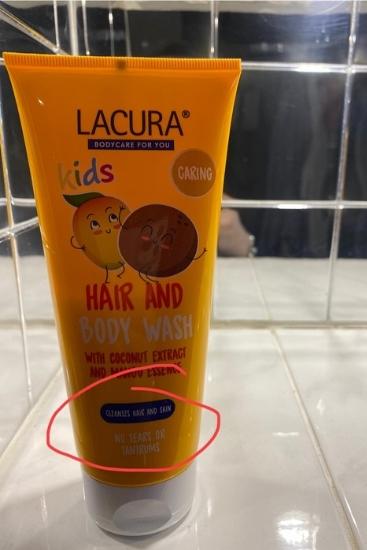 LACURA®
BODYCARE FOR YOU
kids
CARING
HAIR AND
BODY WASH
WITH COCONUT EXTRACT
AND MANGO ESSENCE
CLEANSES HAIR AND SKIN
NO TEARS OR
TANTRUMS